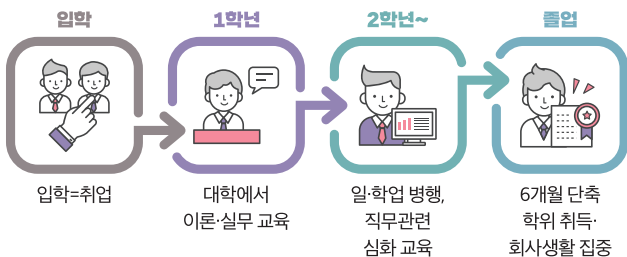 입학
1학년
2학년~
졸업
입학=취업
대학에서
이론·실무 교육
일·학업 병행,
직무관련
심화 교육
6개월 단축
학위 취득·
회사생활 집중